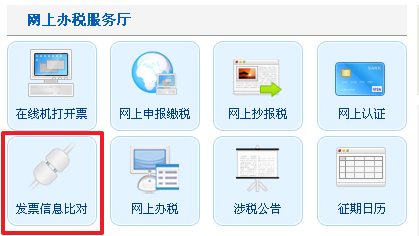 网上办税服务厅
在线机打开票 网上申报缴税 网上抄报税 网上认证
发票信息比对 网上办税 涉税公告 征期日历